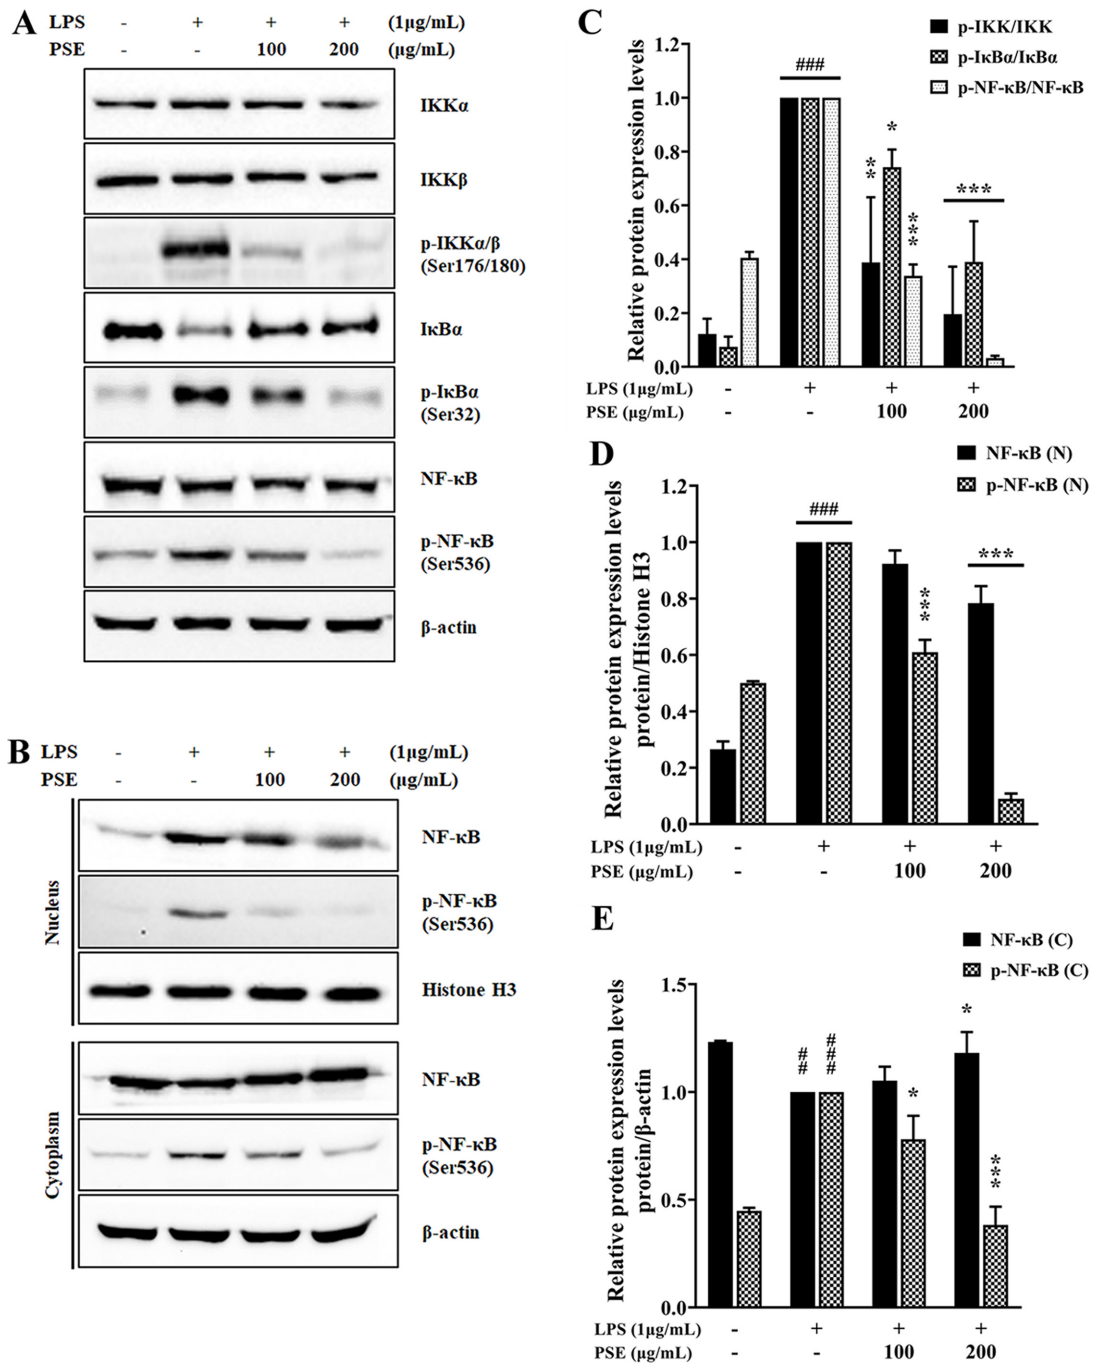 A
LPS - + + + (1μg/mL)
PSE - - 100 200 (μg/mL)
IKKα
IKKβ
p-IKKα/β
(Ser176/180)
IκBα
p-IκBα
(Ser32)
NF-κB
p-NF-κB
(Ser536)
β-actin
B
LPS - + + + (1μg/mL)
PSE - - 100 200 (μg/mL)
Nucleus
NF-κB
p-NF-κB
(Ser536)
Histone H3
Cytoplasm
NF-κB
p-NF-κB
(Ser536)
β-actin
C
p-IKK/IKK
p-IκBα/IκBα
p-NF-κB/NF-κB
Relative protein expression levels
1.2
1.0
0.8
0.6
0.4
0.2
0.0
###
**
*
***
***
LPS (1μg/mL) - + + +
PSE (μg/mL) - - 100 200
D
NF-κB (N)
p-NF-κB (N)
Relative protein expression levels
protein/Histone H3
1.2
1.0
0.8
0.6
0.4
0.2
0.0
###
***
***
LPS (1μg/mL) - + + +
PSE (μg/mL) - - 100 200
E
NF-κB (C)
p-NF-κB (C)
Relative protein expression levels
protein/β-actin
1.5
1.0
0.5
0.0
##
###
*
*
***
LPS (1μg/mL) - + + +
PSE (μg/mL) - - 100 200